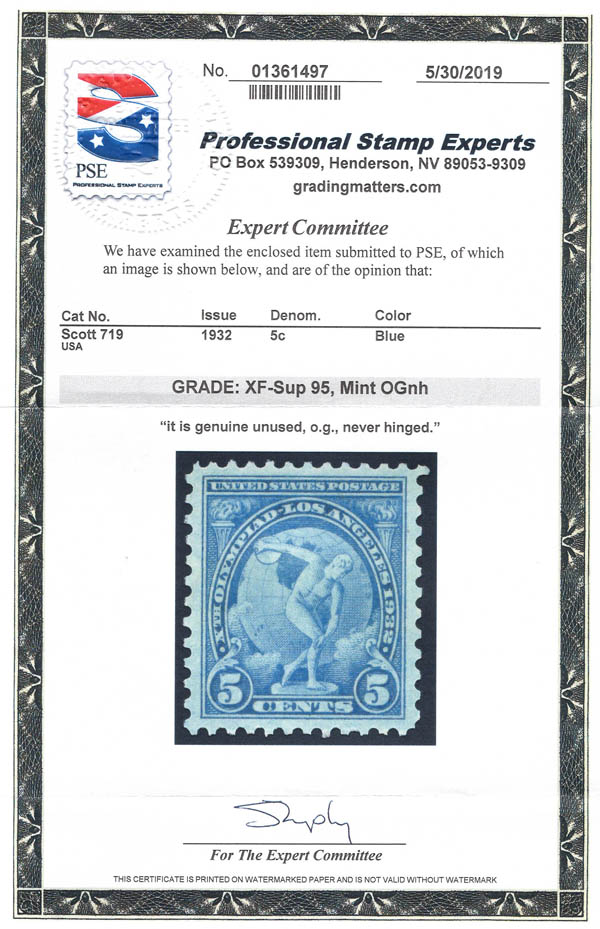 No. 01361497 5/30/2019
PSE
PROFESSIONAL STAMP EXPERTS
Professional Stamp Experts
PO Box 539309, Henderson, NV 89053-9309
gradingmatters.com
Expert Committee
We have examined the enclosed item submitted to PSE, of which
an image is shown below, and are of the opinion that:
Cat No. Issue Denom. Color
Scott 719 1932 5c Blue
USA
GRADE: XF-Sup 95, Mint OGnh
“it is genuine unused, o.g., never hinged.”
UNITED STATES POSTAGE
·XTH OLYMPIAD·LOS ANGELES 1932·
5 5
CENTS
For The Expert Committee
THIS CERTIFICATE IS PRINTED ON WATERMARKED PAPER AND IS NOT VALID WITHOUT WATERMARK